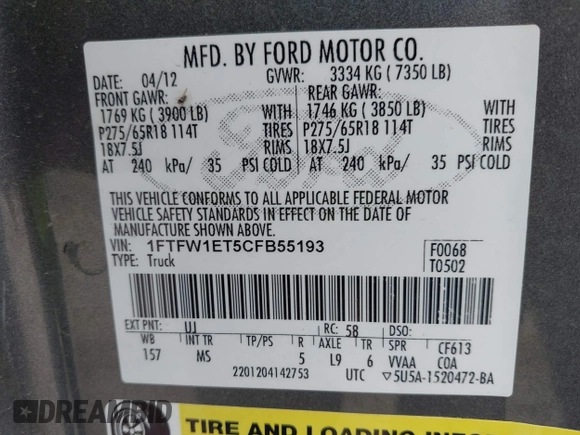 MFD. BY FORD MOTOR CO.
DATE: 04/12 GVWR: 3334 KG ( 7350 LB)
FRONT GAWR: REAR GAWR:
1769 KG ( 3900 LB) WITH 1746 KG ( 3850 LB) WITH
P275/65R18 114T TIRES P275/65R18 114T TIRES
18X7.5J RIMS 18X7.5J RIMS
AT 240 kPa/ 35 PSI COLD AT 240 kPa/ 35 PSI COLD
Ford
THIS VEHICLE CONFORMS TO ALL APPLICABLE FEDERAL MOTOR
VEHICLE SAFETY STANDARDS IN EFFECT ON THE DATE OF
MANUFACTURE SHOWN ABOVE.
VIN: 1FTFW1ET5CFB55193 F0068
TYPE: Truck T0502
EXT PNT: UJ RC: 58 DSO:
WB INT TR TP/PS R AXLE TR SPR CF613
157 MS 5 L9 6 VVAA COA
2201204142753 UTC ▽5U5A-1520472-BA
DREAMBID
TIRE AND LOADING INFO